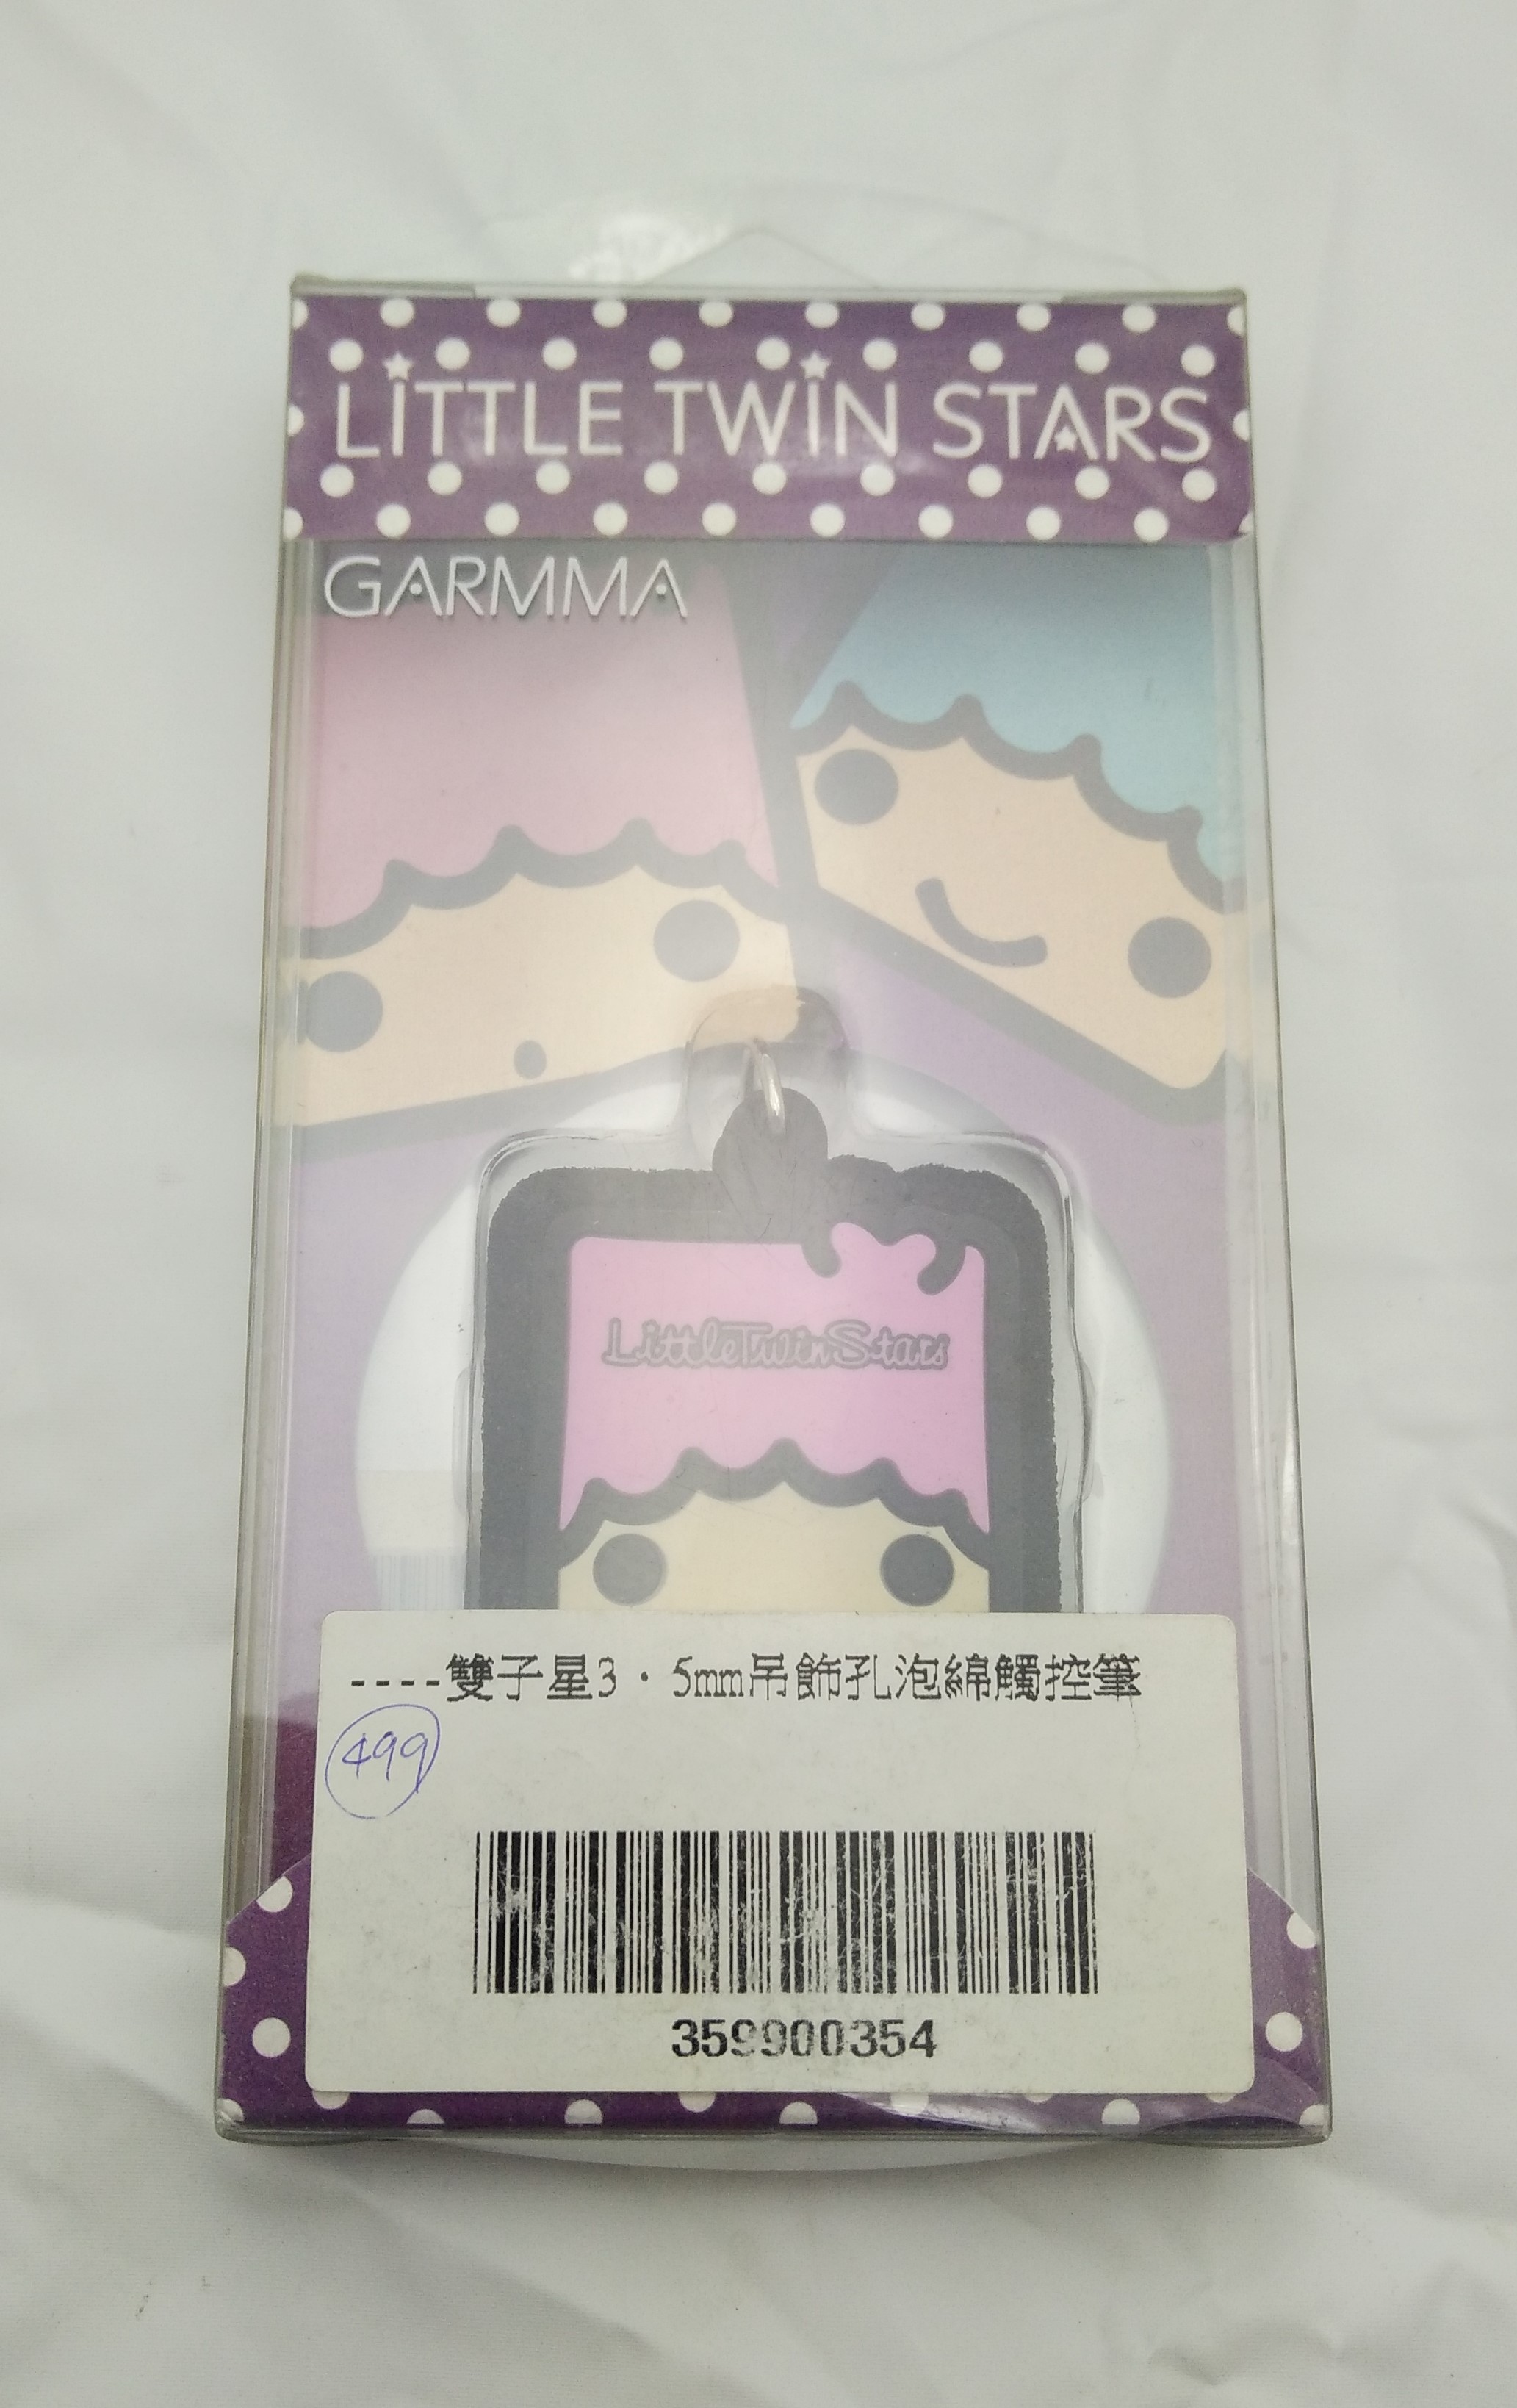 LITTLE TWIN STARS
GARMMA
LittleTwinStars
----雙子星3．5mm吊飾孔泡綿觸控筆
499
359900354